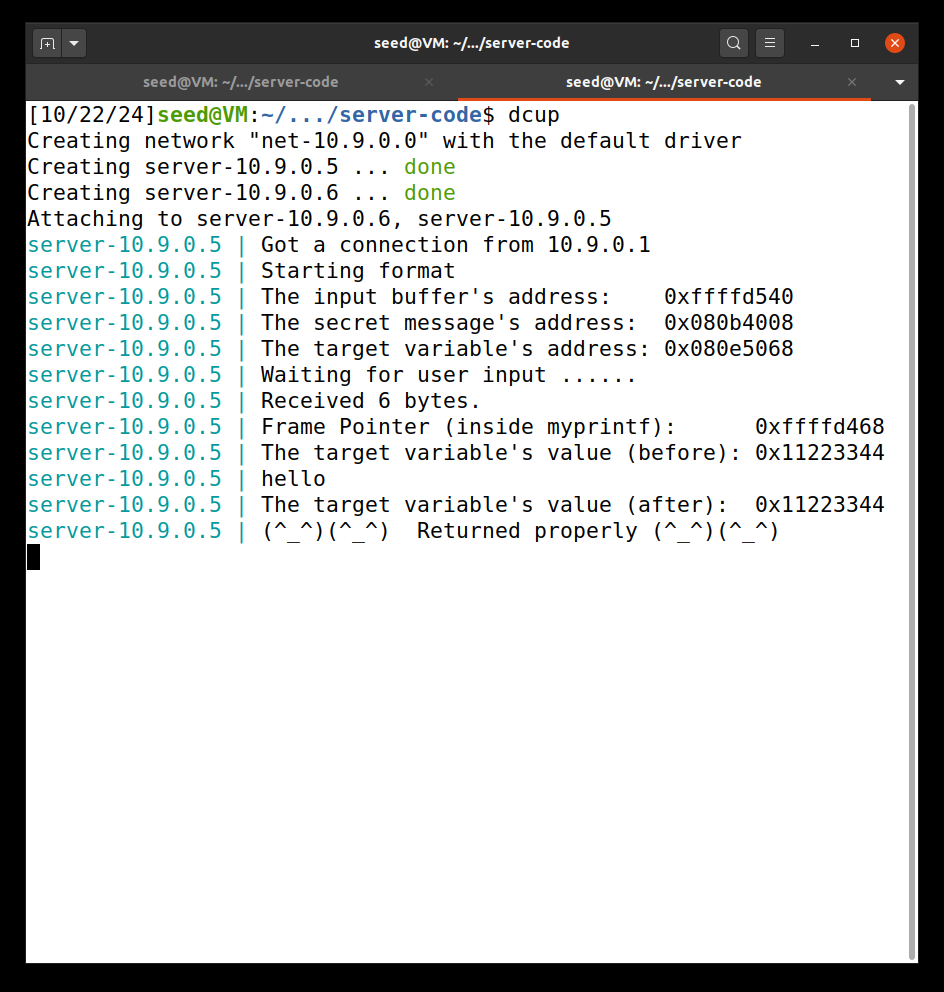 seed@VM: ~/.../server-code
seed@VM: ~/.../server-code
seed@VM: ~/.../server-code
[10/22/24]seed@VM:~/.../server-code$ dcup
Creating network "net-10.9.0.0" with the default driver
Creating server-10.9.0.5 ... done
Creating server-10.9.0.6 ... done
Attaching to server-10.9.0.6, server-10.9.0.5
server-10.9.0.5 | Got a connection from 10.9.0.1
server-10.9.0.5 | Starting format
server-10.9.0.5 | The input buffer's address:    0xffffd540
server-10.9.0.5 | The secret message's address:  0x080b4008
server-10.9.0.5 | The target variable's address: 0x080e5068
server-10.9.0.5 | Waiting for user input ......
server-10.9.0.5 | Received 6 bytes.
server-10.9.0.5 | Frame Pointer (inside myprintf):      0xffffd468
server-10.9.0.5 | The target variable's value (before): 0x11223344
server-10.9.0.5 | hello
server-10.9.0.5 | The target variable's value (after):  0x11223344
server-10.9.0.5 | (^_^)(^_^)  Returned properly (^_^)(^_^)